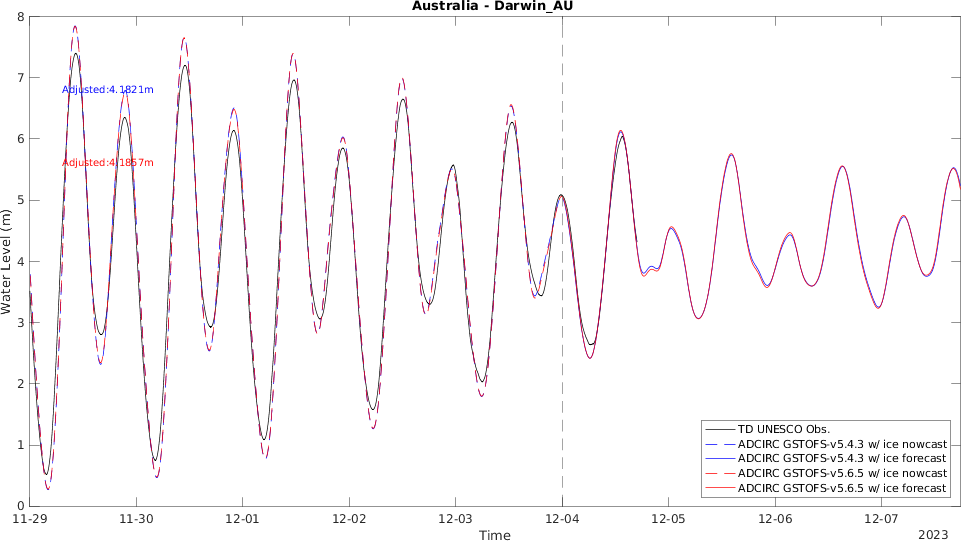 Australia - Darwin_AU
8
7
6
5
4
3
2
1
0
Water Level (m)
Adjusted:4.1821m
Adjusted:4.1857m
TD UNESCO Obs.
ADCIRC GSTOFS-v5.4.3 w/ ice nowcast
ADCIRC GSTOFS-v5.4.3 w/ ice forecast
ADCIRC GSTOFS-v5.6.5 w/ ice nowcast
ADCIRC GSTOFS-v5.6.5 w/ ice forecast
11-29 11-30 12-01 12-02 12-03 12-04 12-05 12-06 12-07
Time
2023